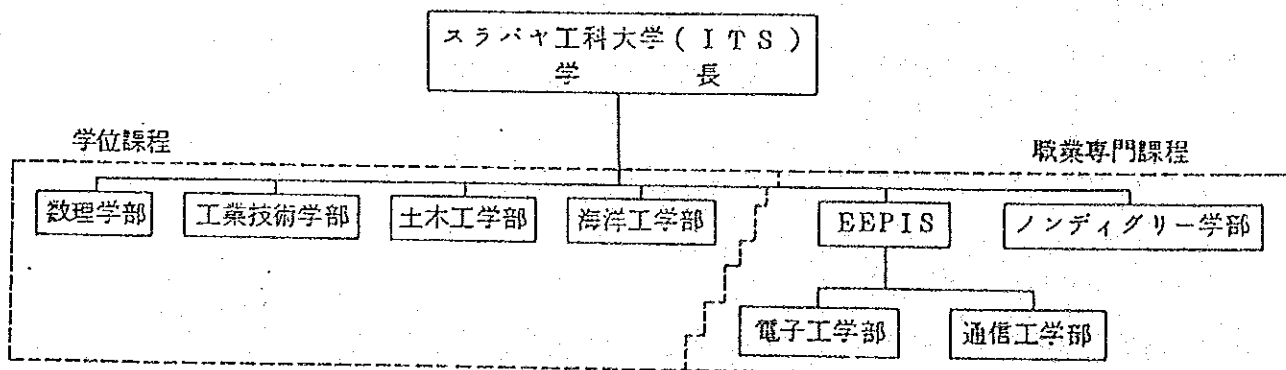 スラバヤ工科大学(ITS)
学長
学位課程
職業専門課程
数理学部
工業技術学部
土木工学部
海洋工学部
EEPIS
ノンディグリー学部
電子工学部
通信工学部